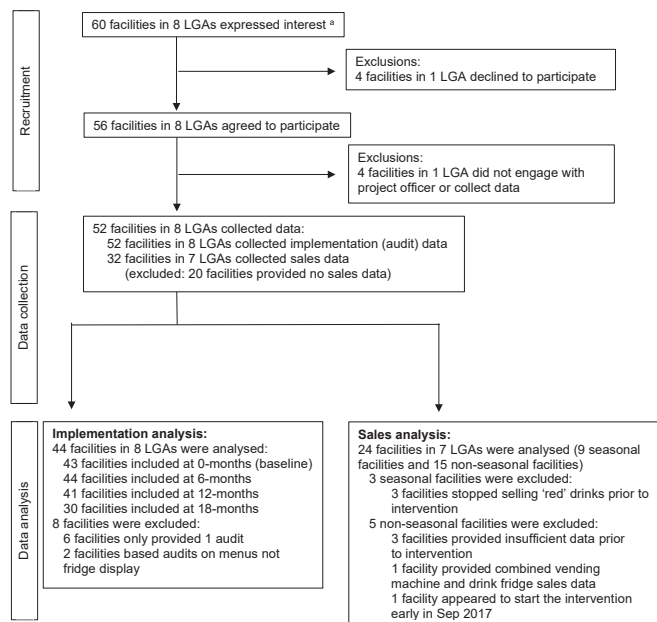 60 facilities in 8 LGAs expressed interest ᵃ
Exclusions:
4 facilities in 1 LGA declined to participate
Recruitment
56 facilities in 8 LGAs agreed to participate
Exclusions:
4 facilities in 1 LGA did not engage with
project officer or collect data
52 facilities in 8 LGAs collected data:
52 facilities in 8 LGAs collected implementation (audit) data
32 facilities in 7 LGAs collected sales data
(excluded: 20 facilities provided no sales data)
Data collection
Data analysis
Implementation analysis:
44 facilities in 8 LGAs were analysed:
43 facilities included at 0-months (baseline)
44 facilities included at 6-months
41 facilities included at 12-months
30 facilities included at 18-months
8 facilities were excluded:
6 facilities only provided 1 audit
2 facilities based audits on menus not
fridge display
Sales analysis:
24 facilities in 7 LGAs were analysed (9 seasonal
facilities and 15 non-seasonal facilities)
3 seasonal facilities were excluded:
3 facilities stopped selling ‘red’ drinks prior to
intervention
5 non-seasonal facilities were excluded:
3 facilities provided insufficient data prior
to intervention
1 facility provided combined vending
machine and drink fridge sales data
1 facility appeared to start the intervention
early in Sep 2017